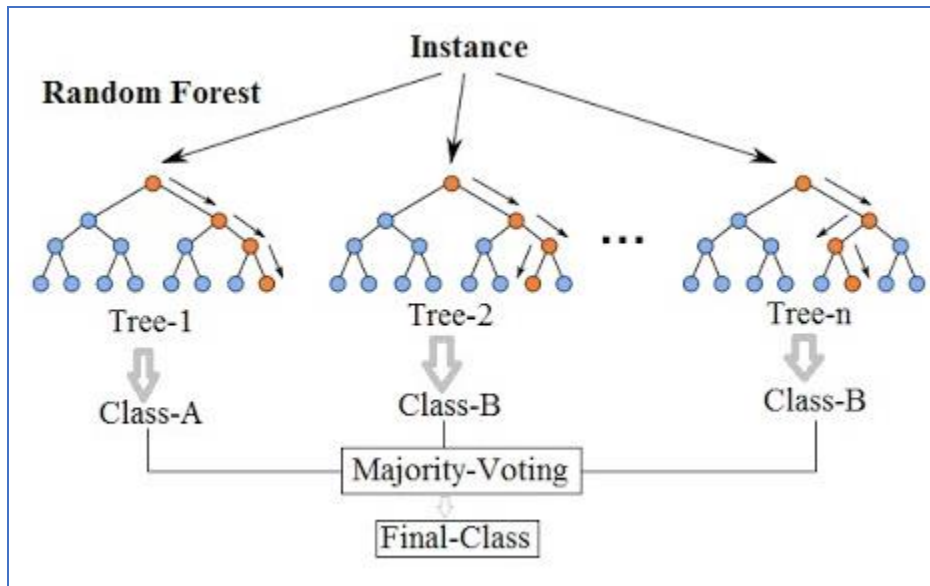 Instance
Random Forest
...
Tree-1 Tree-2 Tree-n
Class-A Class-B Class-B
Majority-Voting
Final-Class